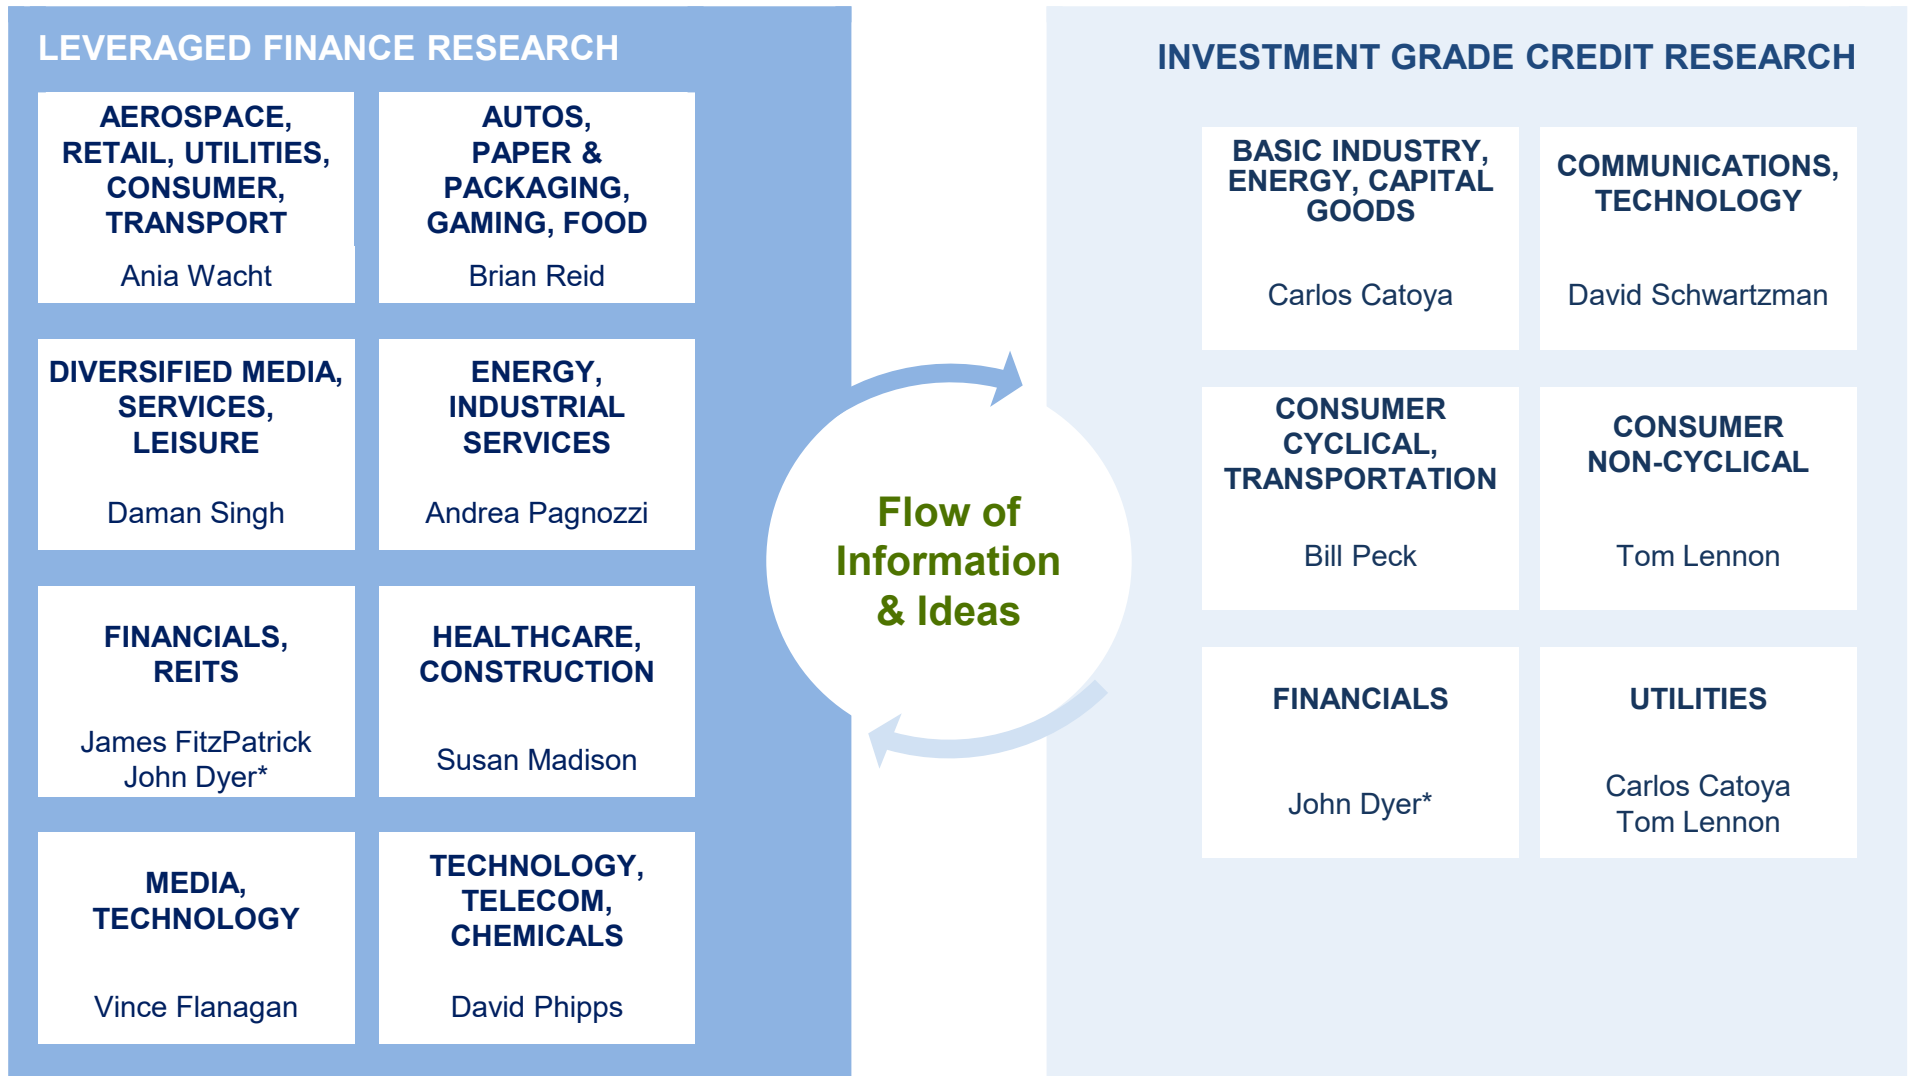 LEVERAGED FINANCE RESEARCH
AEROSPACE,
RETAIL, UTILITIES,
CONSUMER,
TRANSPORT
Ania Wacht
AUTOS,
PAPER &
PACKAGING,
GAMING, FOOD
Brian Reid
DIVERSIFIED MEDIA,
SERVICES,
LEISURE
Daman Singh
ENERGY,
INDUSTRIAL
SERVICES
Andrea Pagnozzi
FINANCIALS,
REITS
James FitzPatrick
John Dyer*
HEALTHCARE,
CONSTRUCTION
Susan Madison
MEDIA,
TECHNOLOGY
Vince Flanagan
TECHNOLOGY,
TELECOM,
CHEMICALS
David Phipps
Flow of
Information
& Ideas
INVESTMENT GRADE CREDIT RESEARCH
BASIC INDUSTRY,
ENERGY, CAPITAL
GOODS
Carlos Catoya
COMMUNICATIONS,
TECHNOLOGY
David Schwartzman
CONSUMER
CYCLICAL,
TRANSPORTATION
Bill Peck
CONSUMER
NON-CYCLICAL
Tom Lennon
FINANCIALS
John Dyer*
UTILITIES
Carlos Catoya
Tom Lennon